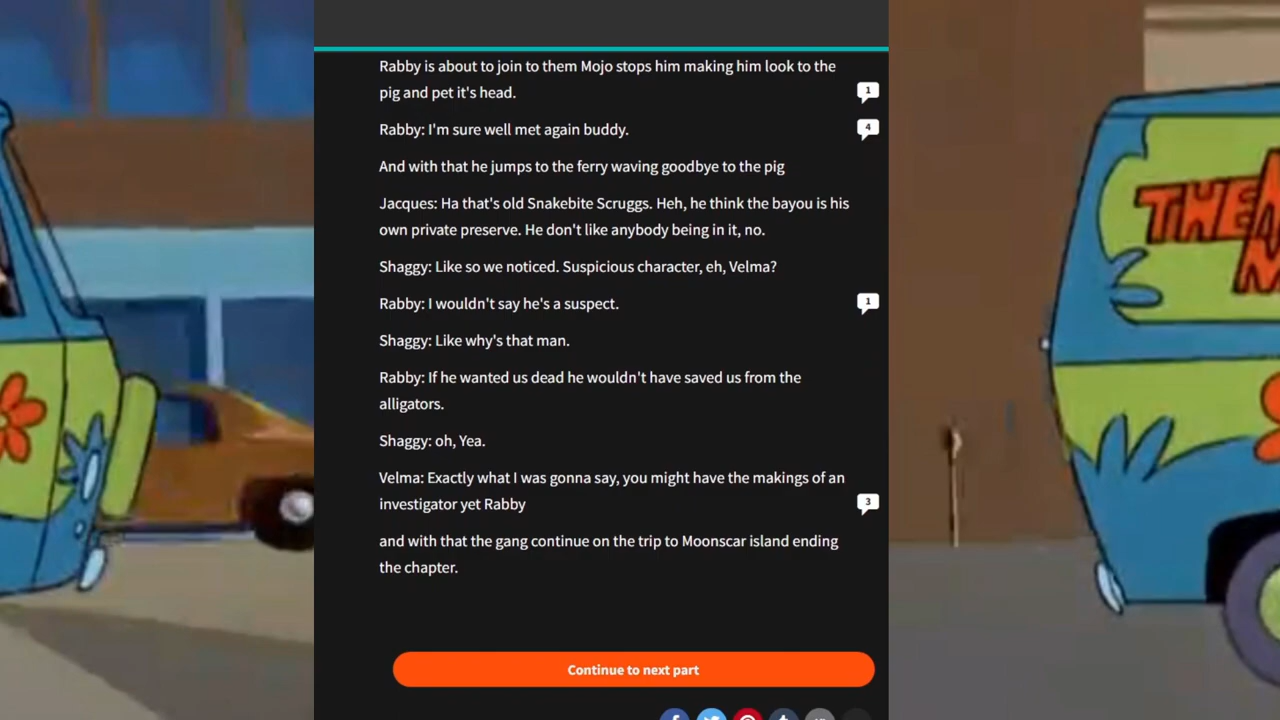 Rabby is about to join to them Mojo stops him making him look to the
pig and pet it's head.
1
Rabby: I'm sure well met again buddy.
4
And with that he jumps to the ferry waving goodbye to the pig
Jacques: Ha that's old Snakebite Scruggs. Heh, he think the bayou is his
own private preserve. He don't like anybody being in it, no.
Shaggy: Like so we noticed. Suspicious character, eh, Velma?
Rabby: I wouldn't say he's a suspect.
1
Shaggy: Like why's that man.
Rabby: If he wanted us dead he wouldn't have saved us from the
alligators.
Shaggy: oh, Yea.
Velma: Exactly what I was gonna say, you might have the makings of an
investigator yet Rabby
3
and with that the gang continue on the trip to Moonscar island ending
the chapter.
Continue to next part
THE